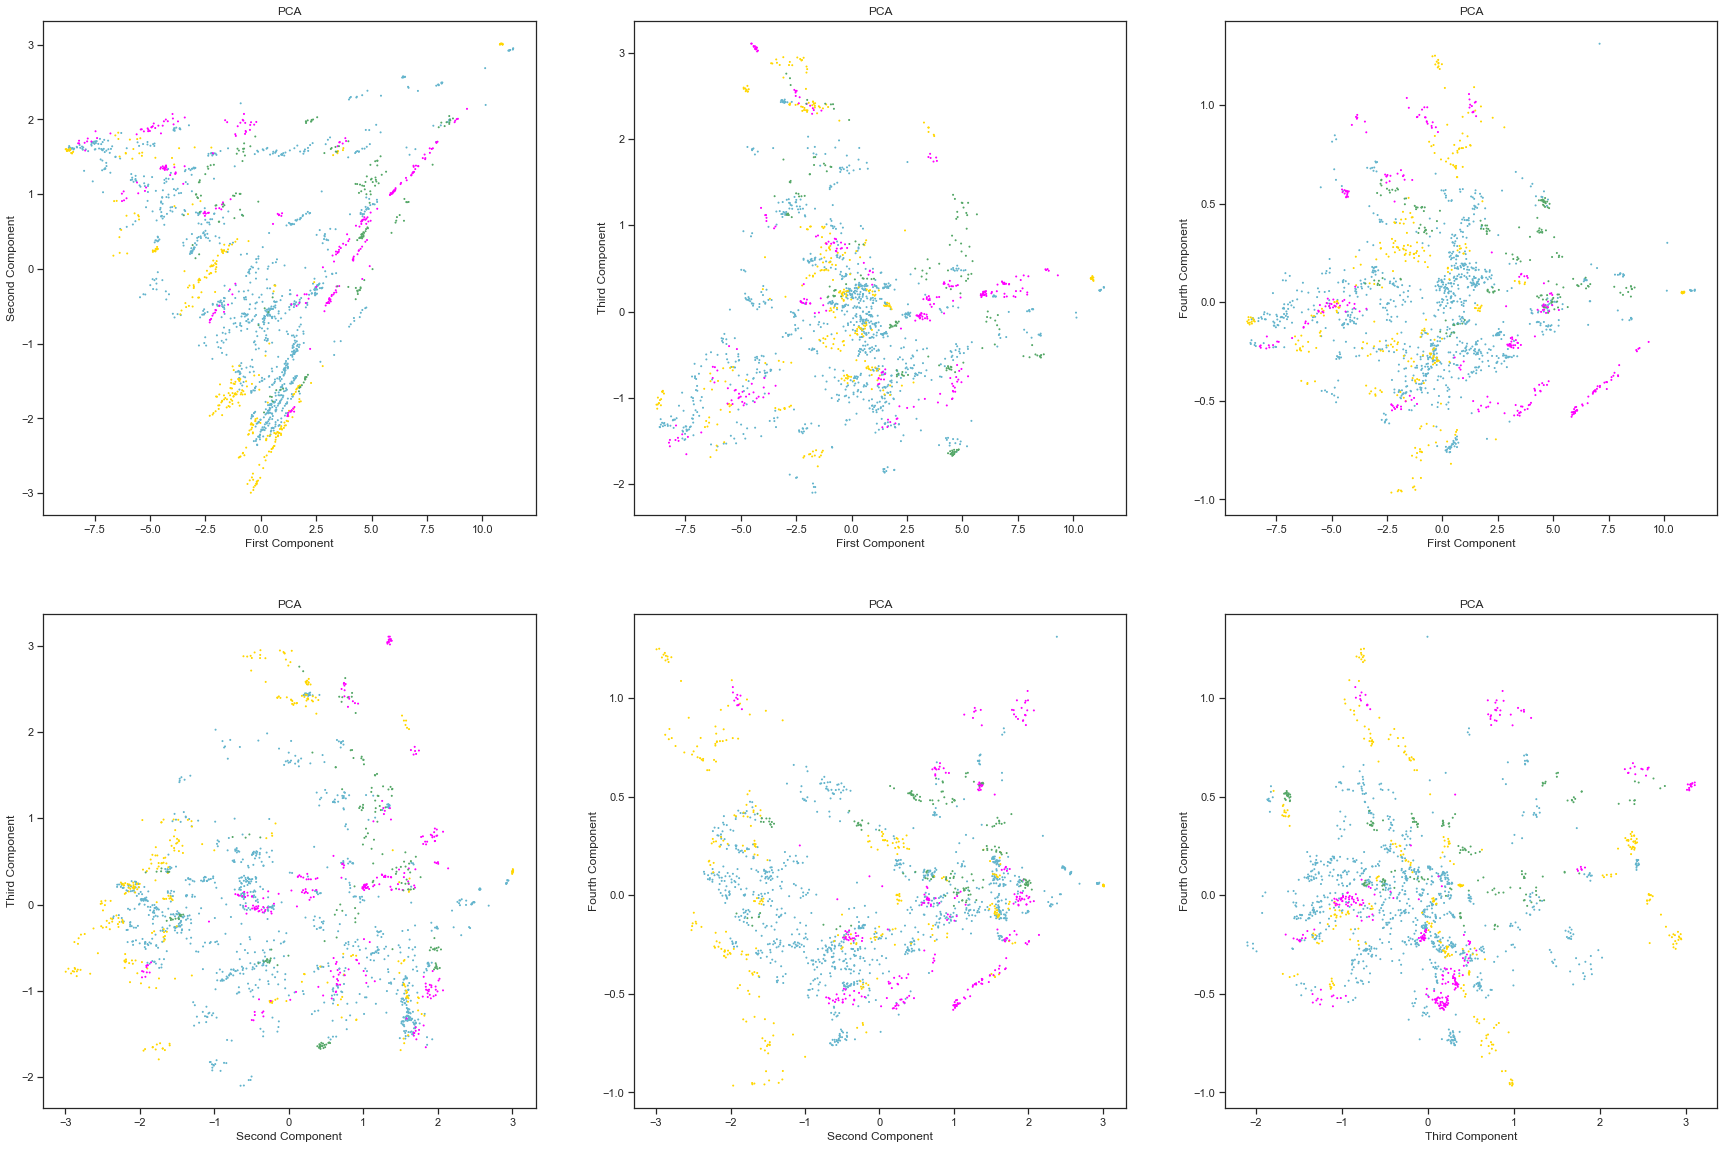 PCA
3
2
1
0
−1
−2
−3
Second Component
−7.5 −5.0 −2.5 0.0 2.5 5.0 7.5 10.0
First Component
PCA
3
2
1
0
−1
−2
Third Component
−7.5 −5.0 −2.5 0.0 2.5 5.0 7.5 10.0
First Component
PCA
1.0
0.5
0.0
−0.5
−1.0
Fourth Component
−7.5 −5.0 −2.5 0.0 2.5 5.0 7.5 10.0
First Component
PCA
3
2
1
0
−1
−2
Third Component
−3 −2 −1 0 1 2 3
Second Component
PCA
1.0
0.5
0.0
−0.5
−1.0
Fourth Component
−3 −2 −1 0 1 2 3
Second Component
PCA
1.0
0.5
0.0
−0.5
−1.0
Fourth Component
−2 −1 0 1 2 3
Third Component